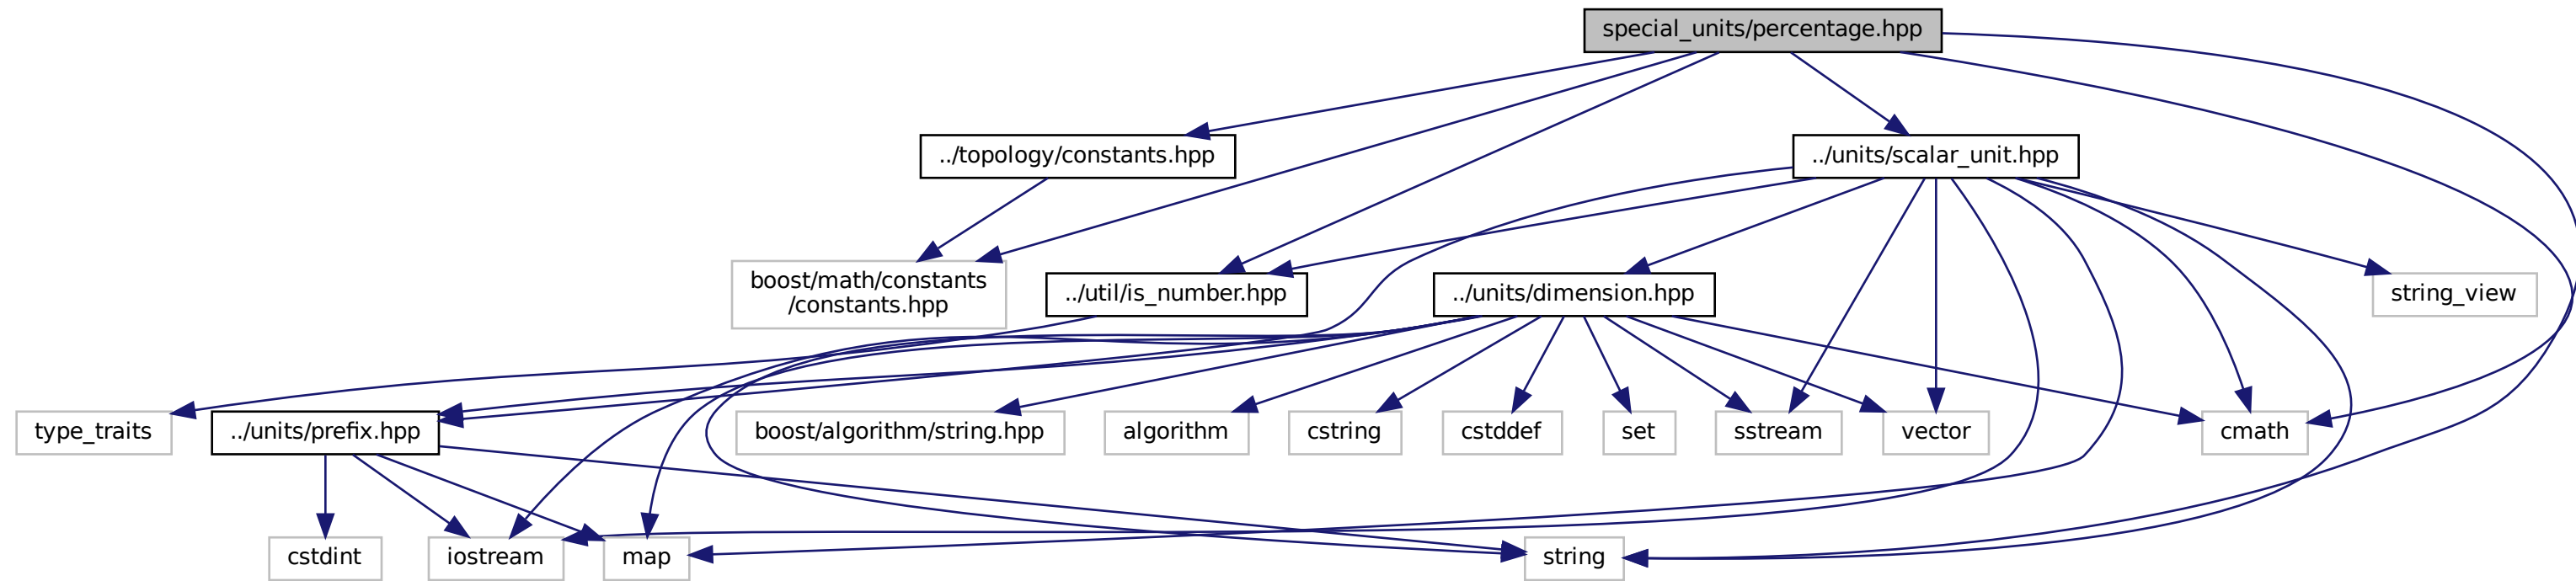 special_units/percentage.hpp
../topology/constants.hpp
../units/scalar_unit.hpp
boost/math/constants
/constants.hpp
../util/is_number.hpp
../units/dimension.hpp
string_view
type_traits
../units/prefix.hpp
boost/algorithm/string.hpp
algorithm
cstring
cstddef
set
sstream
vector
cmath
cstdint
iostream
map
string